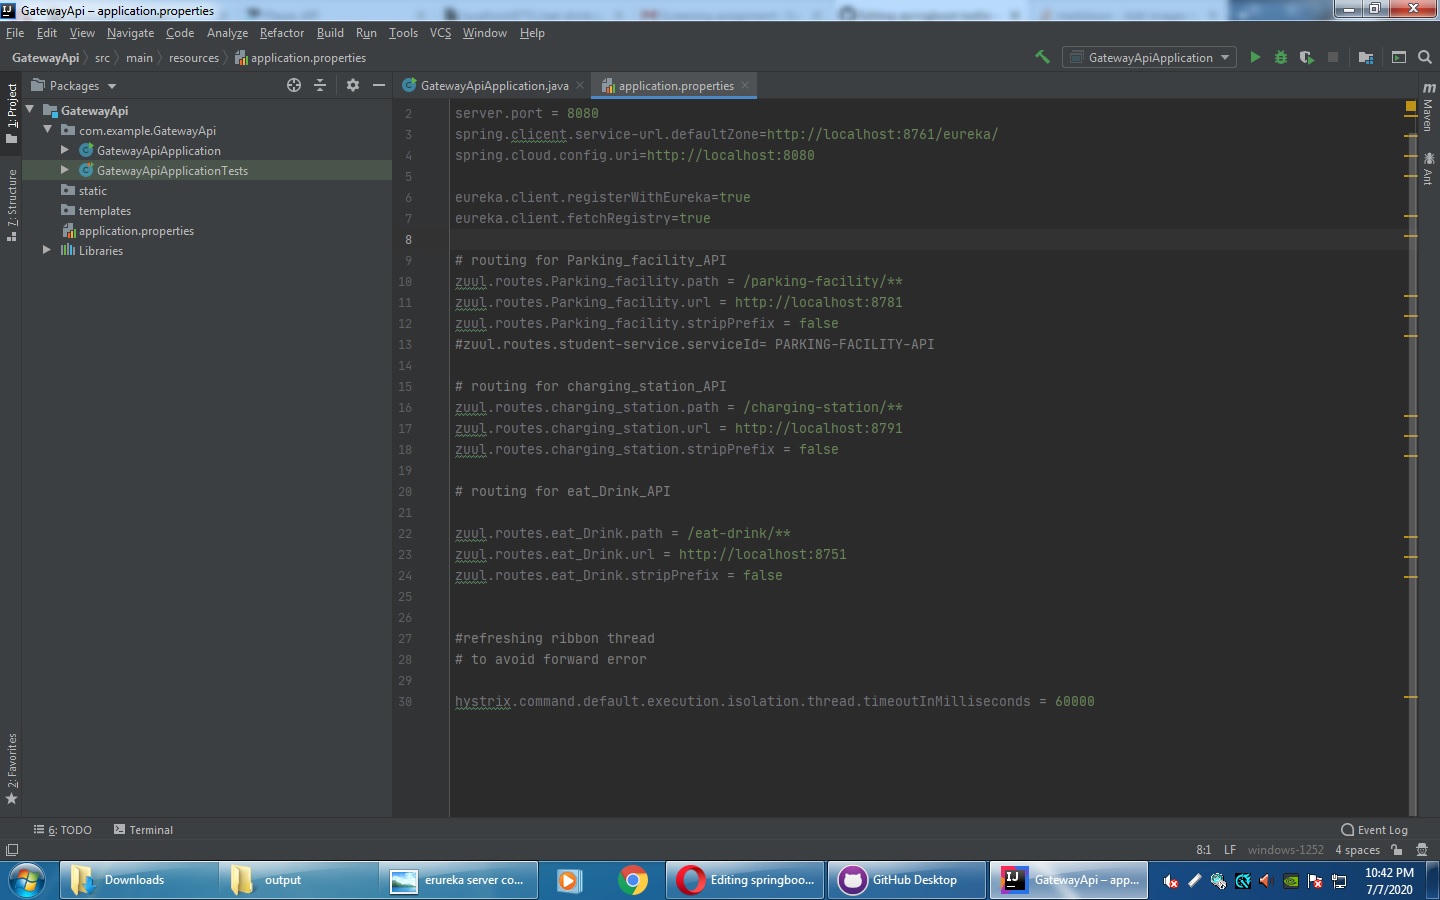 GatewayApi – application.properties
File Edit View Navigate Code Analyze Refactor Build Run Tools VCS Window Help
GatewayApi src main resources application.properties GatewayApiApplication
1: Project Packages GatewayApiApplication.java application.properties
GatewayApi
com.example.GatewayApi
GatewayApiApplication
GatewayApiApplicationTests
static
templates
application.properties
Libraries
7: Structure
2: Favorites
2 server.port = 8080
3 spring.clicent.service-url.defaultZone=http://localhost:8761/eureka/
4 spring.cloud.config.uri=http://localhost:8080
5
6 eureka.client.registerWithEureka=true
7 eureka.client.fetchRegistry=true
8
9 # routing for Parking_facility_API
10 zuul.routes.Parking_facility.path = /parking-facility/**
11 zuul.routes.Parking_facility.url = http://localhost:8781
12 zuul.routes.Parking_facility.stripPrefix = false
13 #zuul.routes.student-service.serviceId= PARKING-FACILITY-API
14
15 # routing for charging_station_API
16 zuul.routes.charging_station.path = /charging-station/**
17 zuul.routes.charging_station.url = http://localhost:8791
18 zuul.routes.charging_station.stripPrefix = false
19
20 # routing for eat_Drink_API
21
22 zuul.routes.eat_Drink.path = /eat-drink/**
23 zuul.routes.eat_Drink.url = http://localhost:8751
24 zuul.routes.eat_Drink.stripPrefix = false
25
26
27 #refreshing ribbon thread
28 # to avoid forward error
29
30 hystrix.command.default.execution.isolation.thread.timeoutInMilliseconds = 60000
m Maven
Ant
6: TODO Terminal Event Log
8:1 LF windows-1252 4 spaces
Downloads output erureka server co... Editing springboo... GitHub Desktop GatewayApi – app... 10:42 PM
7/7/2020